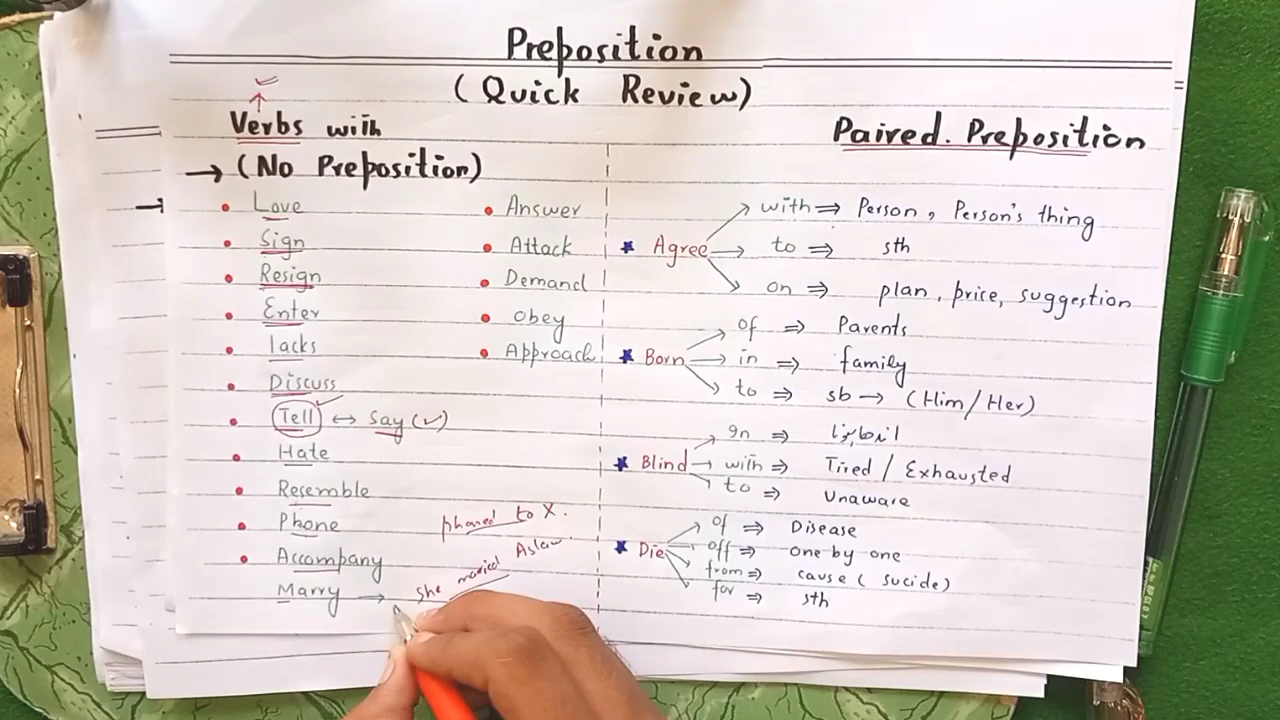 Preposition
(Quick Review)
Verbs with
→ (No Preposition)
• Love
• Sign
• Resign
• Enter
• lacks
• Discuss
• Tell ↔ Say (✓)
• Hate
• Resemble
• Phone phoned to X.
• Accompany
Marry → She married Aslam.
• Answer
• Attack
• Demand
• obey
• Approach
Paired. Preposition
★ Agree
with ⇒ Person, Person's thing
to ⇒ sth
on ⇒ plan, price, suggestion
★ Born
of ⇒ Parents
in ⇒ family
to ⇒ sb → (Him/Her)
★ Blind
In ⇒
with ⇒ Tired / Exhausted
to ⇒ Unaware
★ Die
of ⇒ Disease
off ⇒ one by one
from ⇒ cause (sucide)
for ⇒ sth